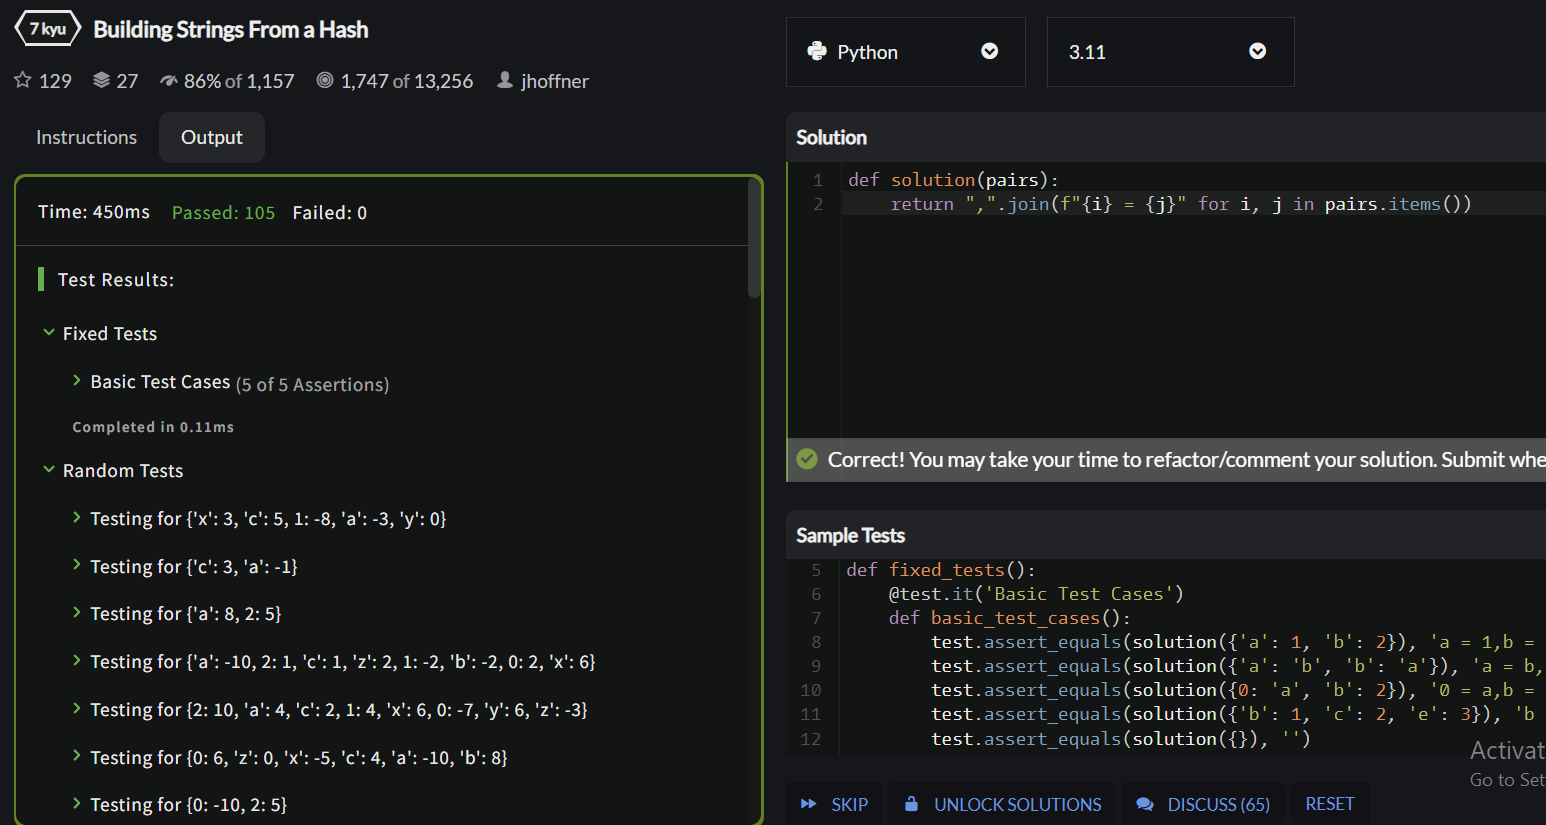 7 kyu Building Strings From a Hash
129 27 86% of 1,157 1,747 of 13,256 jhoffner
Instructions Output
Time: 450ms Passed: 105 Failed: 0
Test Results:
Fixed Tests
Basic Test Cases (5 of 5 Assertions)
Completed in 0.11ms
Random Tests
Testing for {'x': 3, 'c': 5, 1: -8, 'a': -3, 'y': 0}
Testing for {'c': 3, 'a': -1}
Testing for {'a': 8, 2: 5}
Testing for {'a': -10, 2: 1, 'c': 1, 'z': 2, 1: -2, 'b': -2, 0: 2, 'x': 6}
Testing for {2: 10, 'a': 4, 'c': 2, 1: 4, 'x': 6, 0: -7, 'y': 6, 'z': -3}
Testing for {0: 6, 'z': 0, 'x': -5, 'c': 4, 'a': -10, 'b': 8}
Testing for {0: -10, 2: 5}
Python 3.11
Solution
1 def solution(pairs):
2 return ",".join(f"{i} = {j}" for i, j in pairs.items())
Correct! You may take your time to refactor/comment your solution. Submit whe
Sample Tests
5 def fixed_tests():
6 @test.it('Basic Test Cases')
7 def basic_test_cases():
8 test.assert_equals(solution({'a': 1, 'b': 2}), 'a = 1,b =
9 test.assert_equals(solution({'a': 'b', 'b': 'a'}), 'a = b,
10 test.assert_equals(solution({0: 'a', 'b': 2}), '0 = a,b =
11 test.assert_equals(solution({'b': 1, 'c': 2, 'e': 3}), 'b
12 test.assert_equals(solution({}), '')
Activat
Go to Set
SKIP UNLOCK SOLUTIONS DISCUSS (65) RESET